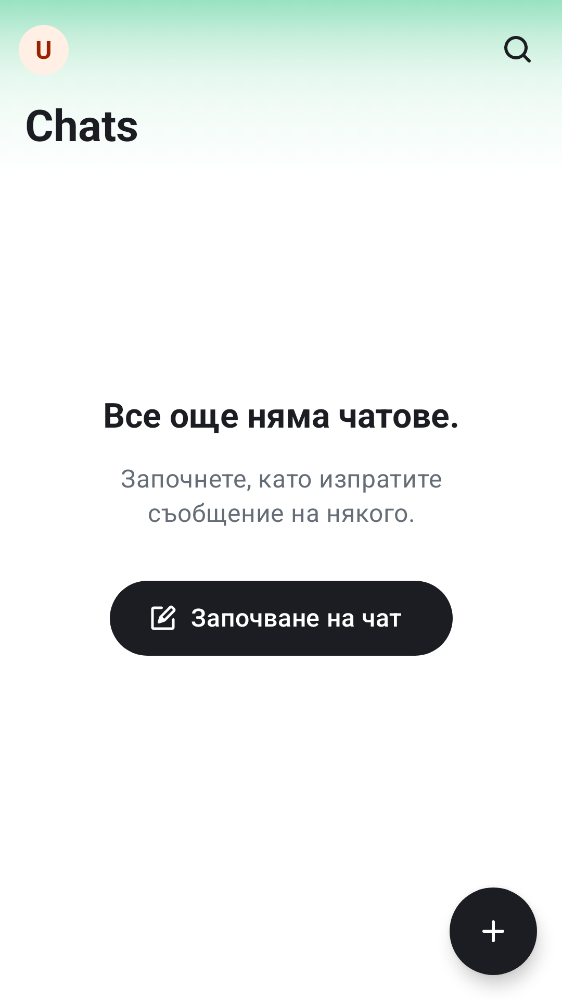 U
Chats
Все още няма чатове.
Започнете, като изпратите
съобщение на някого.
Започване на чат